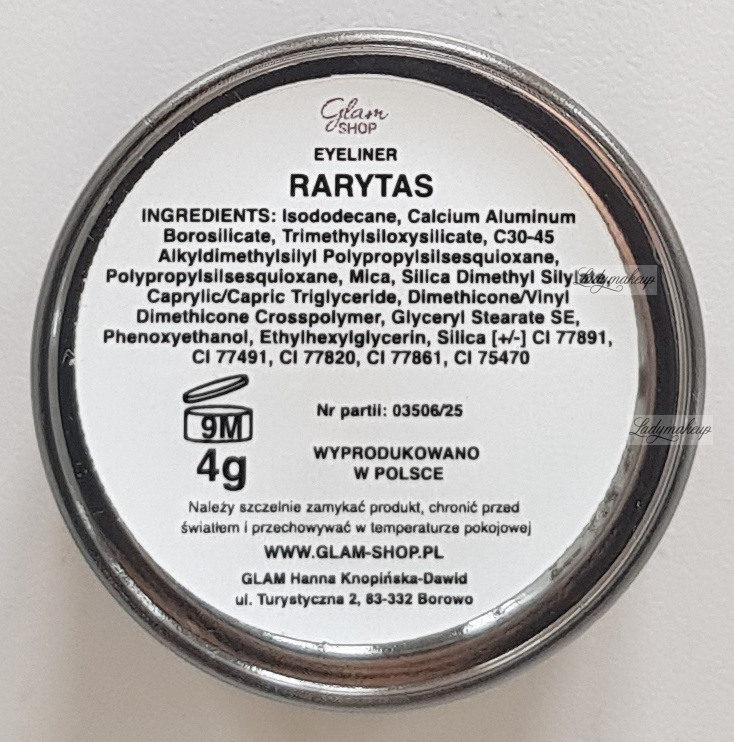 Glam
SHOP
EYELINER
RARYTAS
INGREDIENTS: Isododecane, Calcium Aluminum
Borosilicate, Trimethylsiloxysilicate, C30-45
Alkyldimethylsilyl Polypropylsilsesquioxane,
Polypropylsilsesquioxane, Mica, Silica Dimethyl
Ladymakeup
Caprylic/Capric Triglyceride, Dimethicone/Vinyl
Dimethicone Crosspolymer, Glyceryl Stearate SE,
Phenoxyethanol, Ethylhexylglycerin, Silica [+/-] CI 77891,
CI 77491, CI 77820, CI 77861, CI 75470
9M
Nr partii: 03506/25
Ladymakeup
4g
WYPRODUKOWANO
W POLSCE
Należy szczelnie zamykać produkt, chronić przed
światłem i przechowywać w temperaturze pokojowej
WWW.GLAM-SHOP.PL
GLAM Hanna Knopińska-Dawid
ul. Turystyczna 2, 83-332 Borowo